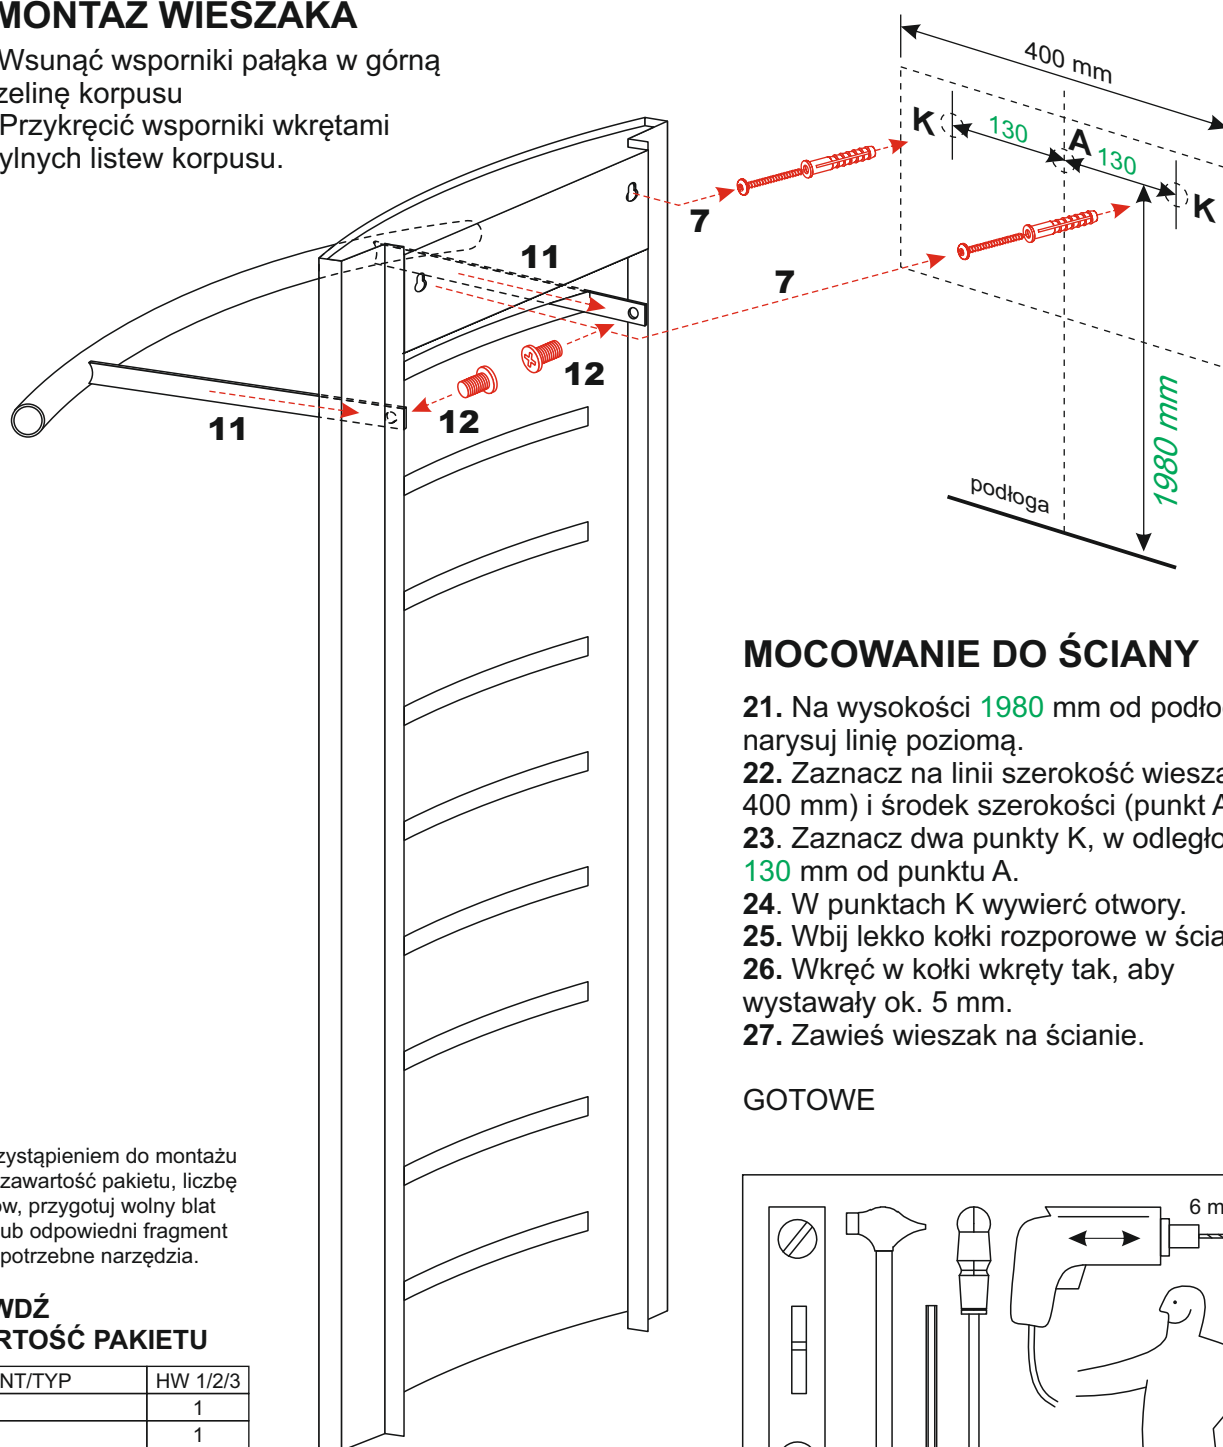 MONTAŻ WIESZAKA
Wsunąć wsporniki pałąka w górną
zelinę korpusu
Przykręcić wsporniki wkrętami
ylnych listew korpusu.
400 mm
K
130
A
130
K
7
7
11
12
12
11
1980 mm
podłoga
MOCOWANIE DO ŚCIANY
21. Na wysokości 1980 mm od podło
narysuj linię poziomą.
22. Zaznacz na linii szerokość wiesza
400 mm) i środek szerokości (punkt A
23. Zaznacz dwa punkty K, w odległo
130 mm od punktu A.
24. W punktach K wywierć otwory.
25. Wbij lekko kołki rozporowe w ścia
26. Wkręć w kołki wkręty tak, aby
wystawały ok. 5 mm.
27. Zawieś wieszak na ścianie.
GOTOWE
zystąpieniem do montażu
zawartość pakietu, liczbę
ów, przygotuj wolny blat
ub odpowiedni fragment
potrzebne narzędzia.
WDŹ
RTOŚĆ PAKIETU
NT/TYP HW 1/2/3
1
1
6 m